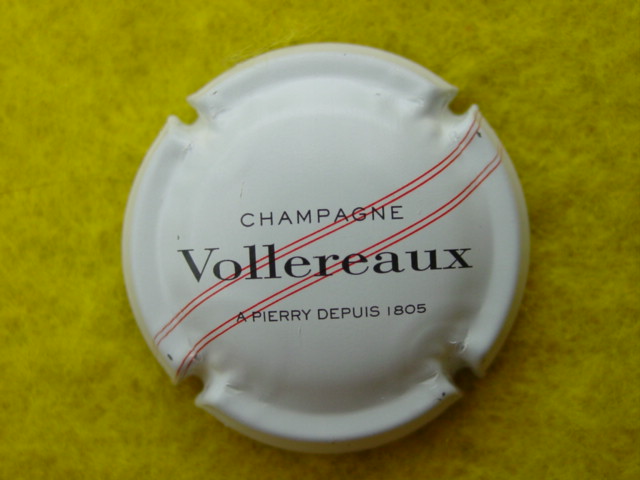 CHAMPAGNE
Vollereaux
A PIERRY DEPUIS 1805